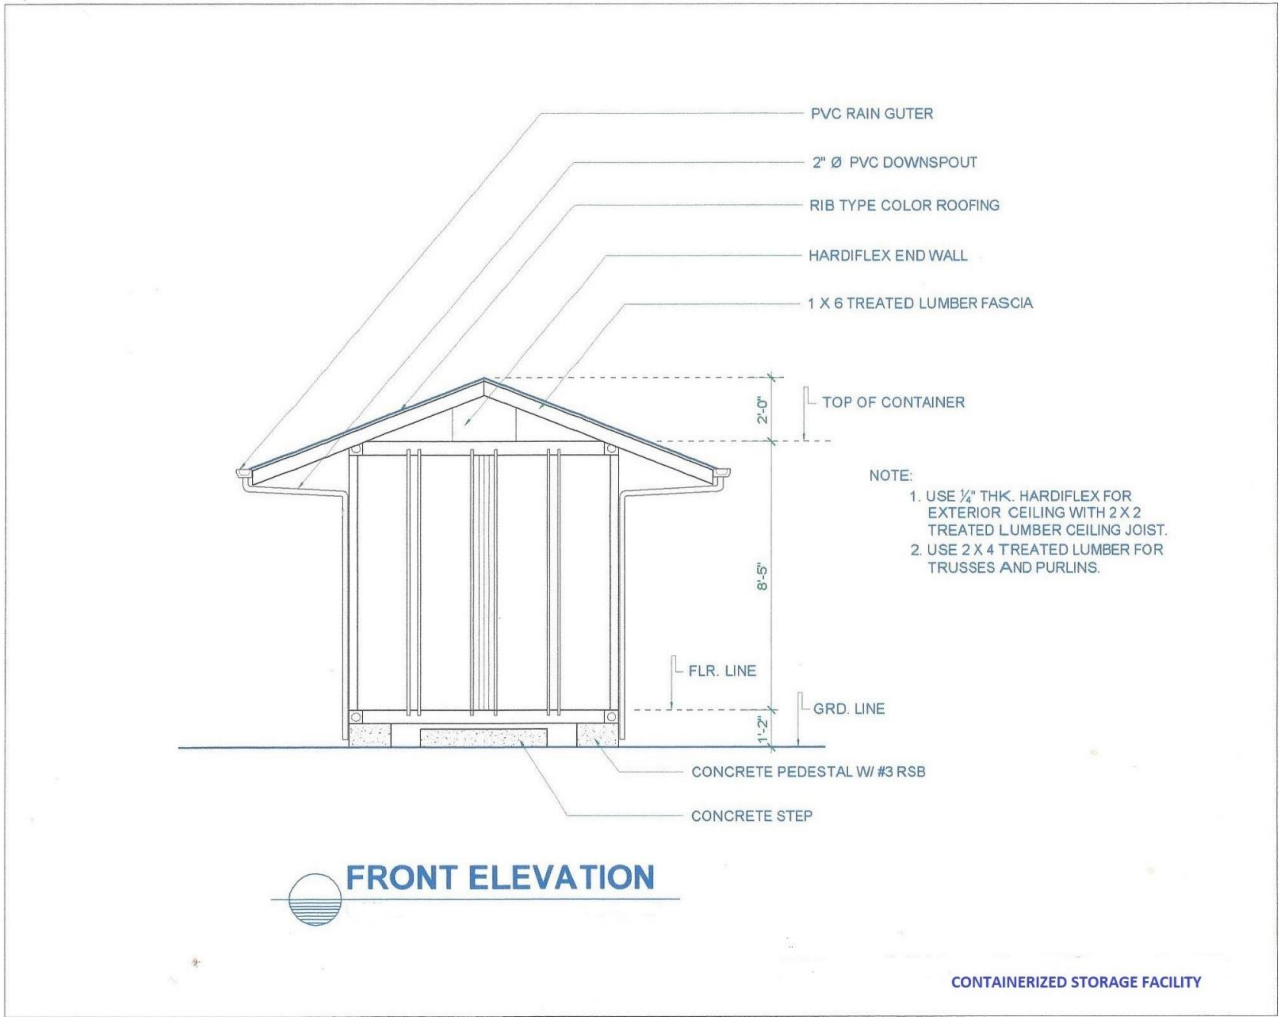 PVC RAIN GUTER
2" Ø PVC DOWNSPOUT
RIB TYPE COLOR ROOFING
HARDIFLEX END WALL
1 X 6 TREATED LUMBER FASCIA
2'-0"
TOP OF CONTAINER
NOTE:
1. USE ¼" THK. HARDIFLEX FOR
EXTERIOR CEILING WITH 2 X 2
TREATED LUMBER CEILING JOIST.
2. USE 2 X 4 TREATED LUMBER FOR
TRUSSES AND PURLINS.
8'-5"
FLR. LINE
GRD. LINE
1'-2"
CONCRETE PEDESTAL W/ #3 RSB
CONCRETE STEP
FRONT ELEVATION
CONTAINERIZED STORAGE FACILITY